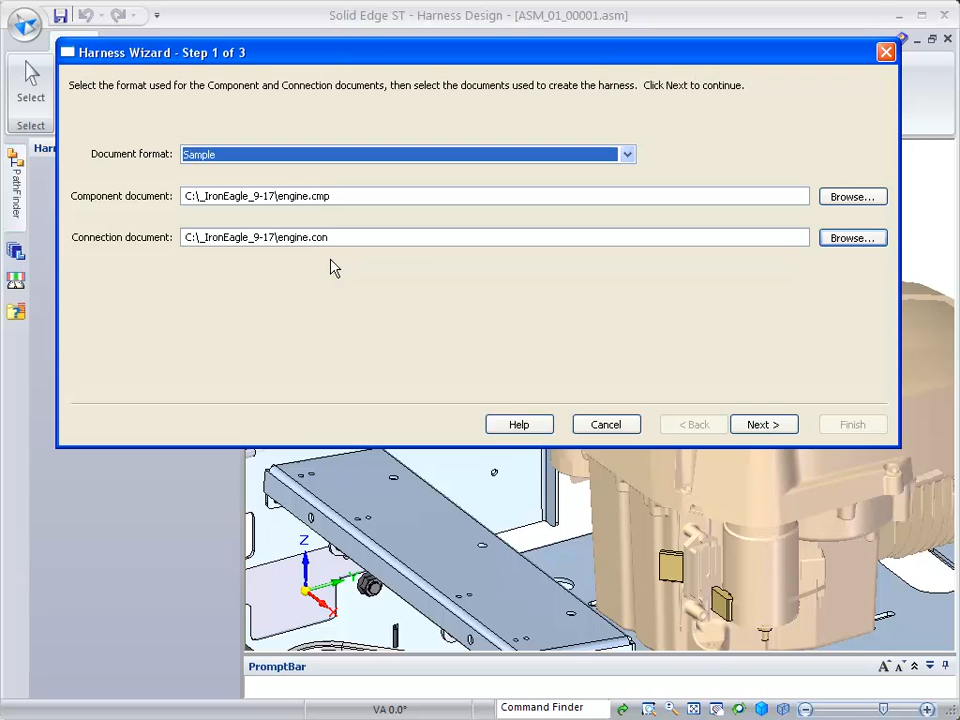 Solid Edge ST - Harness Design - [ASM_01_00001.asm]
Select
Select
PathFinder
Har
Harness Wizard - Step 1 of 3
Select the format used for the Component and Connection documents, then select the documents used to create the harness. Click Next to continue.
Document format: Sample
Component document: C:\_IronEagle_9-17\engine.cmp Browse...
Connection document: C:\_IronEagle_9-17\engine.con Browse...
Help Cancel < Back Next > Finish
Z
Y
X
PromptBar
VA 0.0° Command Finder